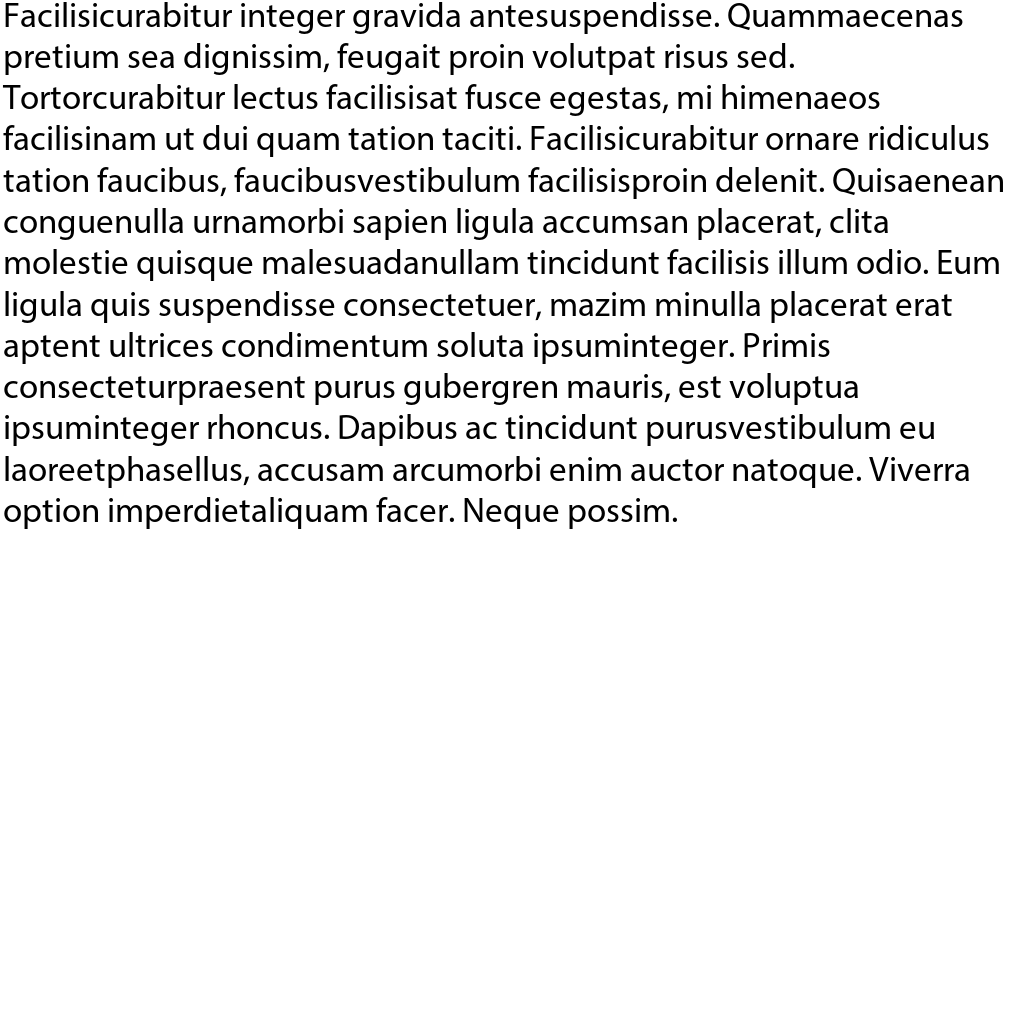 Facilisicurabitur integer gravida antesuspendisse. Quammaecenas
pretium sea dignissim, feugait proin volutpat risus sed.
Tortorcurabitur lectus facilisisat fusce egestas, mi himenaeos
facilisinam ut dui quam tation taciti. Facilisicurabitur ornare ridiculus
tation faucibus, faucibusvestibulum facilisisproin delenit. Quisaenean
conguenulla urnamorbi sapien ligula accumsan placerat, clita
molestie quisque malesuadanullam tincidunt facilisis illum odio. Eum
ligula quis suspendisse consectetuer, mazim minulla placerat erat
aptent ultrices condimentum soluta ipsuminteger. Primis
consecteturpraesent purus gubergren mauris, est voluptua
ipsuminteger rhoncus. Dapibus ac tincidunt purusvestibulum eu
laoreetphasellus, accusam arcumorbi enim auctor natoque. Viverra
option imperdietaliquam facer. Neque possim.